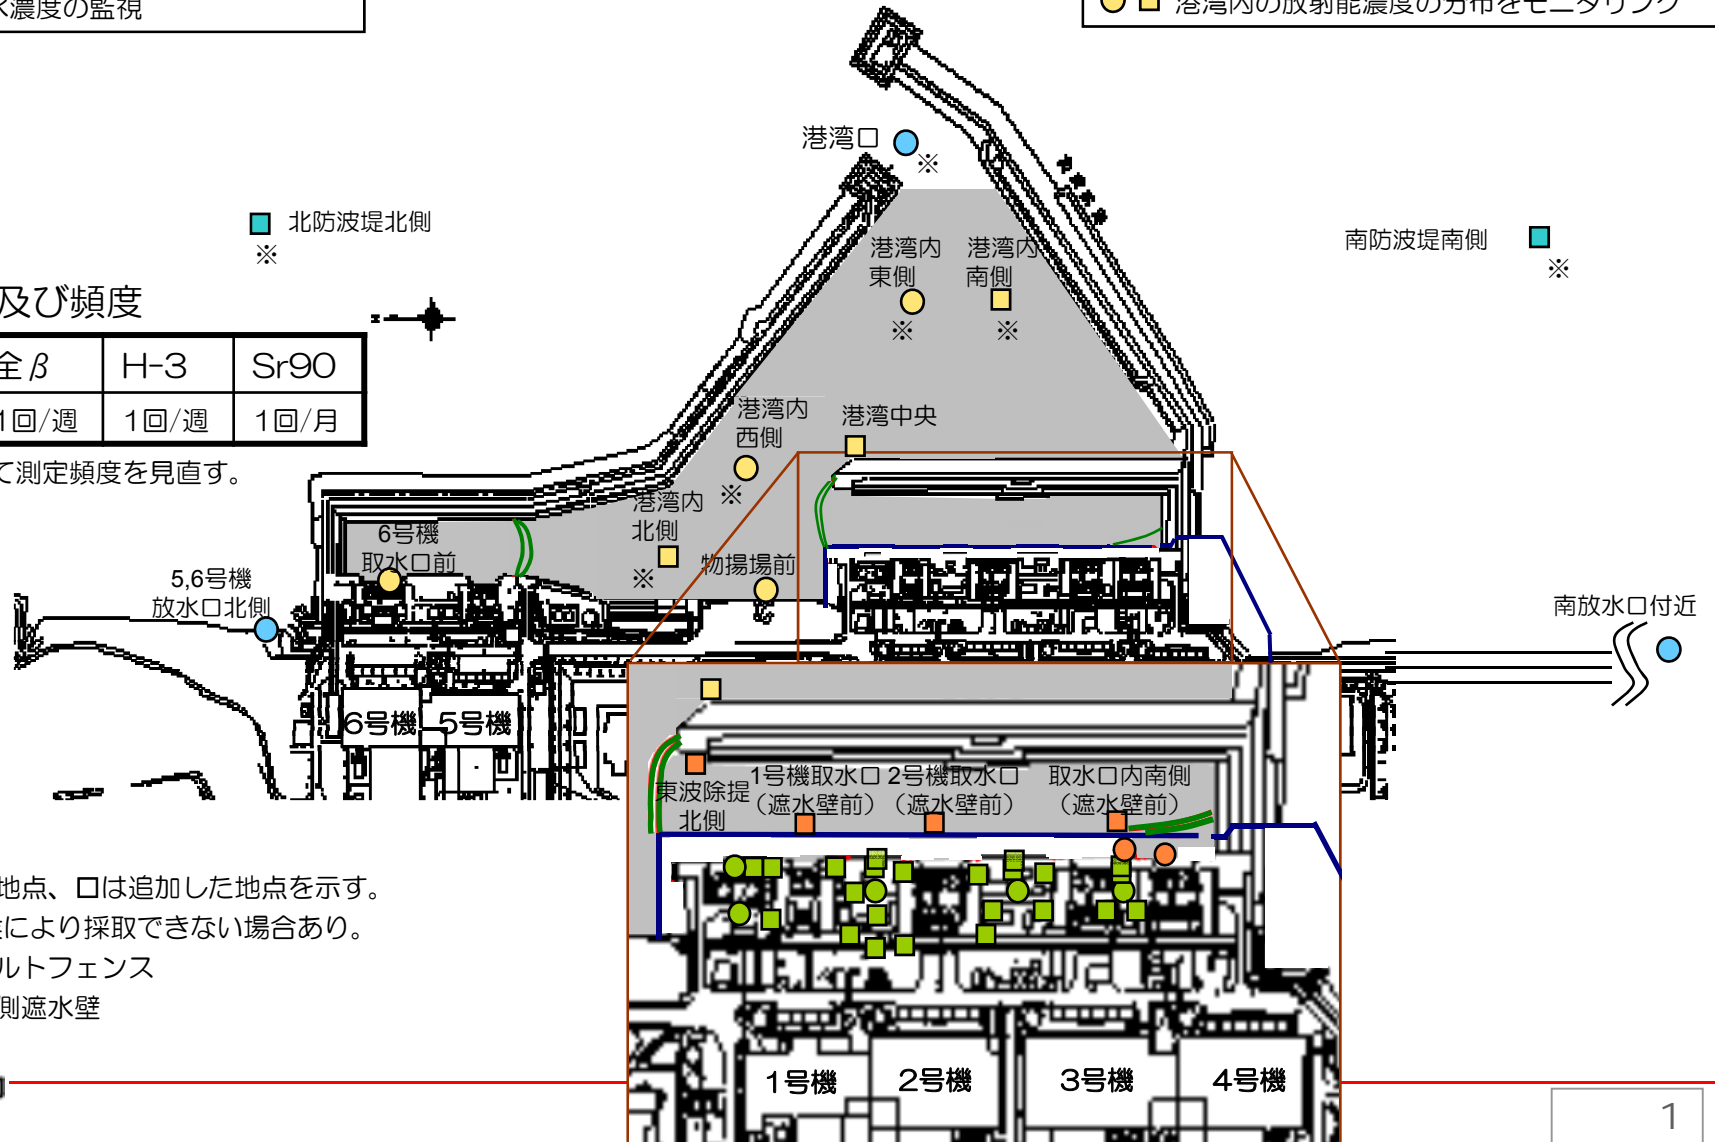 水濃度の監視
港湾内の放射能濃度の分布をモニタリング
港湾口
※
北防波堤北側
※
港湾内
東側
※
港湾内
南側
※
南防波堤南側
※
及び頻度
全β H-3 Sr90
1回/週 1回/週 1回/月
て測定頻度を見直す。
港湾内
西側
※
港湾中央
港湾内
北側
※
物揚場前
6号機
取水口前
5,6号機
放水口北側
南放水口付近
6号機 5号機
東波除堤
北側
1号機取水口
(遮水壁前)
2号機取水口
(遮水壁前)
取水口内南側
(遮水壁前)
地点、口は追加した地点を示す。
により採取できない場合あり。
ルトフェンス
側遮水壁
1号機 2号機 3号機 4号機
1